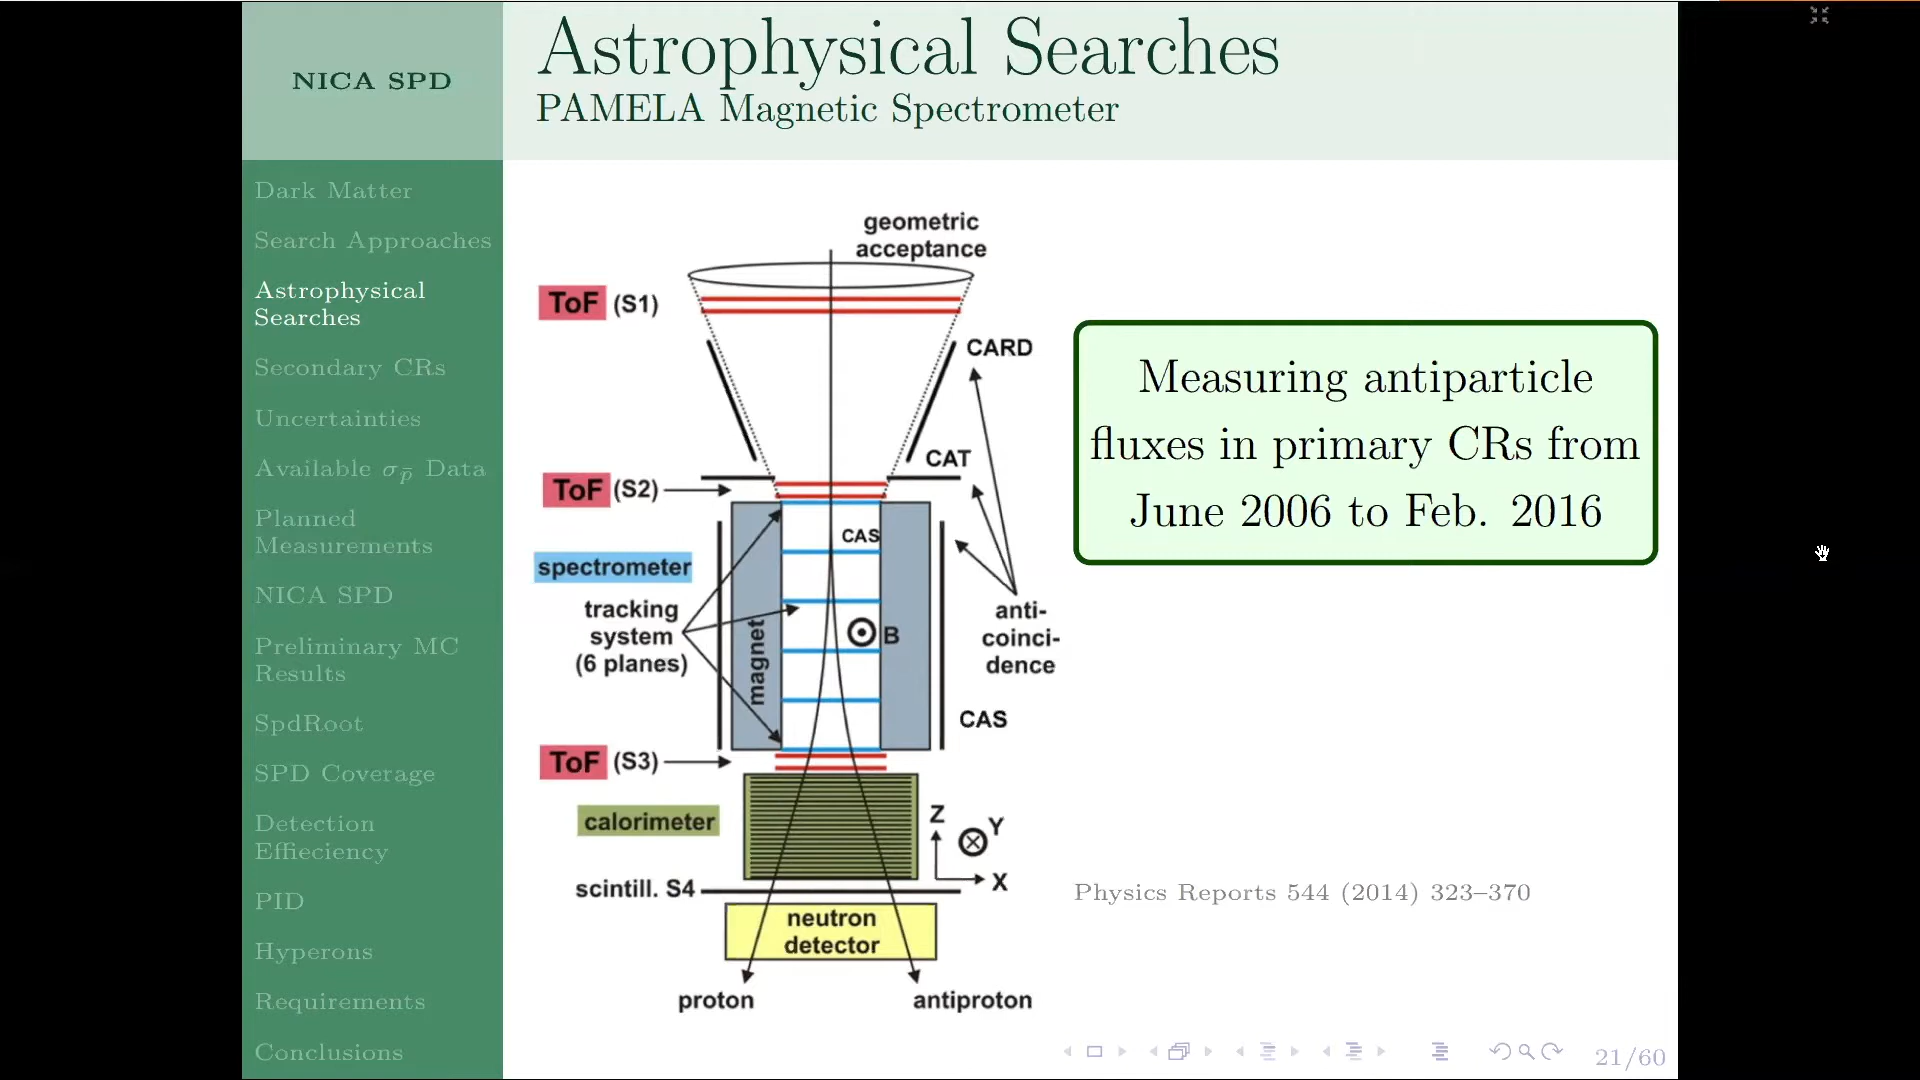 NICA SPD
Astrophysical Searches
PAMELA Magnetic Spectrometer
Dark Matter
Search Approaches
Astrophysical
Searches
Secondary CRs
Uncertainties
Available σp̄ Data
Planned
Measurements
NICA SPD
Preliminary MC
Results
SpdRoot
SPD Coverage
Detection
Effieciency
PID
Hyperons
Requirements
Conclusions
geometric
acceptance
ToF (S1)
CARD
CAT
ToF (S2)
CAS
spectrometer
tracking
system
(6 planes)
magnet
B
anti-
coinci-
dence
CAS
ToF (S3)
calorimeter
Z
Y
X
scintill. S4
neutron
detector
proton
antiproton
Measuring antiparticle
fluxes in primary CRs from
June 2006 to Feb. 2016
Physics Reports 544 (2014) 323–370
21/60